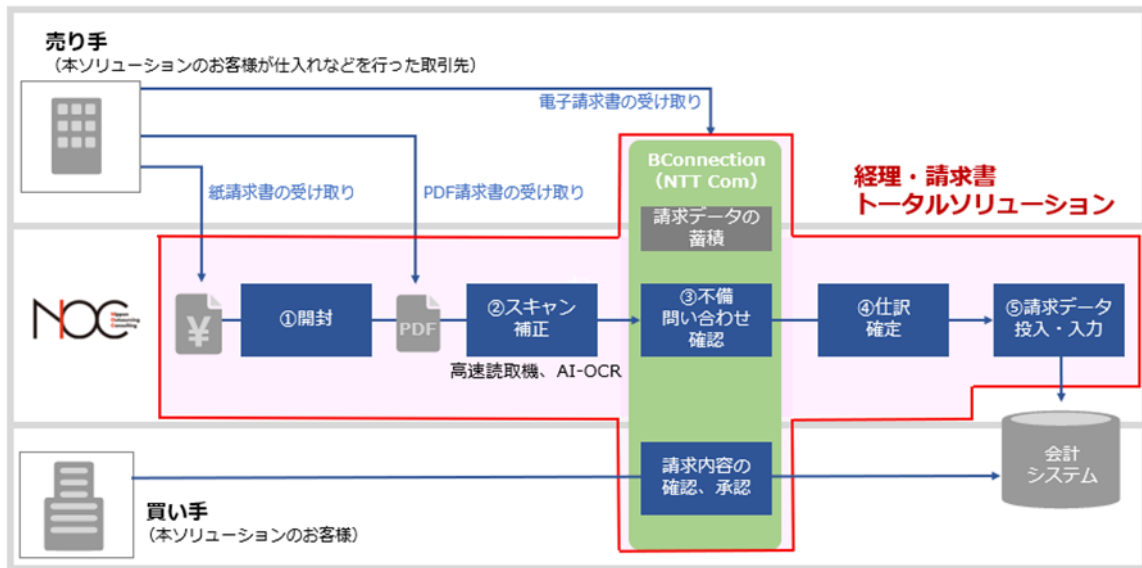 売り手
（本ソリューションのお客様が仕入れなどを行った取引先）
電子請求書の受け取り
紙請求書の受け取り
PDF請求書の受け取り
BConnection
（NTT Com）
請求データの
蓄積
経理・請求書
トータルソリューション
NOC
Nippon
Outsourcing
Consulting
¥
①開封
PDF
②スキャン
補正
高速読取機、AI-OCR
③不備
問い合わせ
確認
④仕訳
確定
⑤請求データ
投入・入力
買い手
（本ソリューションのお客様）
請求内容の
確認、承認
会計
システム